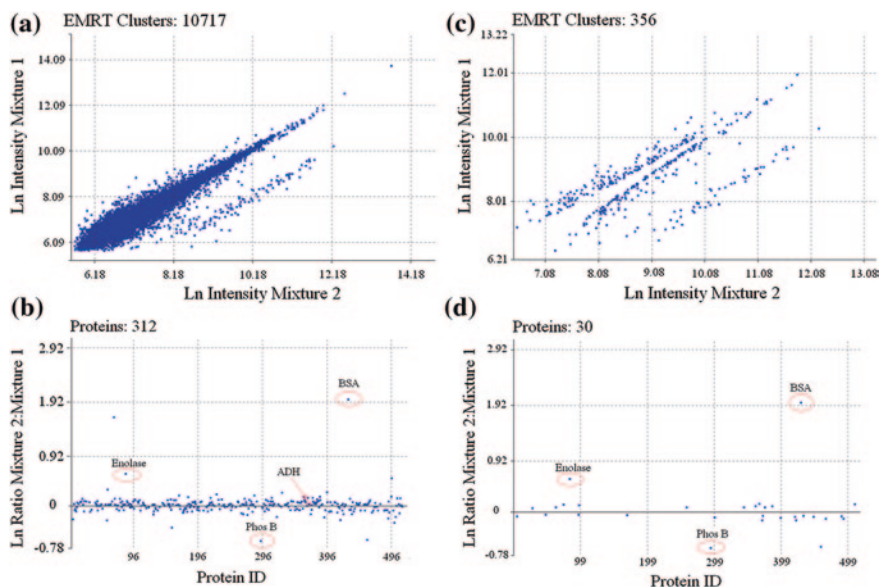 (a) EMRT Clusters: 10717
Ln Intensity Mixture 1
14.09
12.09
10.09
8.09
6.09
6.18 8.18 10.18 12.18 14.18
Ln Intensity Mixture 2
(c) EMRT Clusters: 356
Ln Intensity Mixture 1
13.22
12.01
10.01
8.01
6.21
7.08 8.08 9.08 10.08 11.08 12.08 13.08
Ln Intensity Mixture 2
(b) Proteins: 312
Ln Ratio Mixture 2:Mixture 1
2.92
1.92
0.92
0
-0.78
BSA
Enolase
ADH
Phos B
96 196 296 396 496
Protein ID
(d) Proteins: 30
Ln Ratio Mixture 2:Mixture 1
2.92
1.92
0.92
0
-0.78
BSA
Enolase
Phos B
99 199 299 399 499
Protein ID